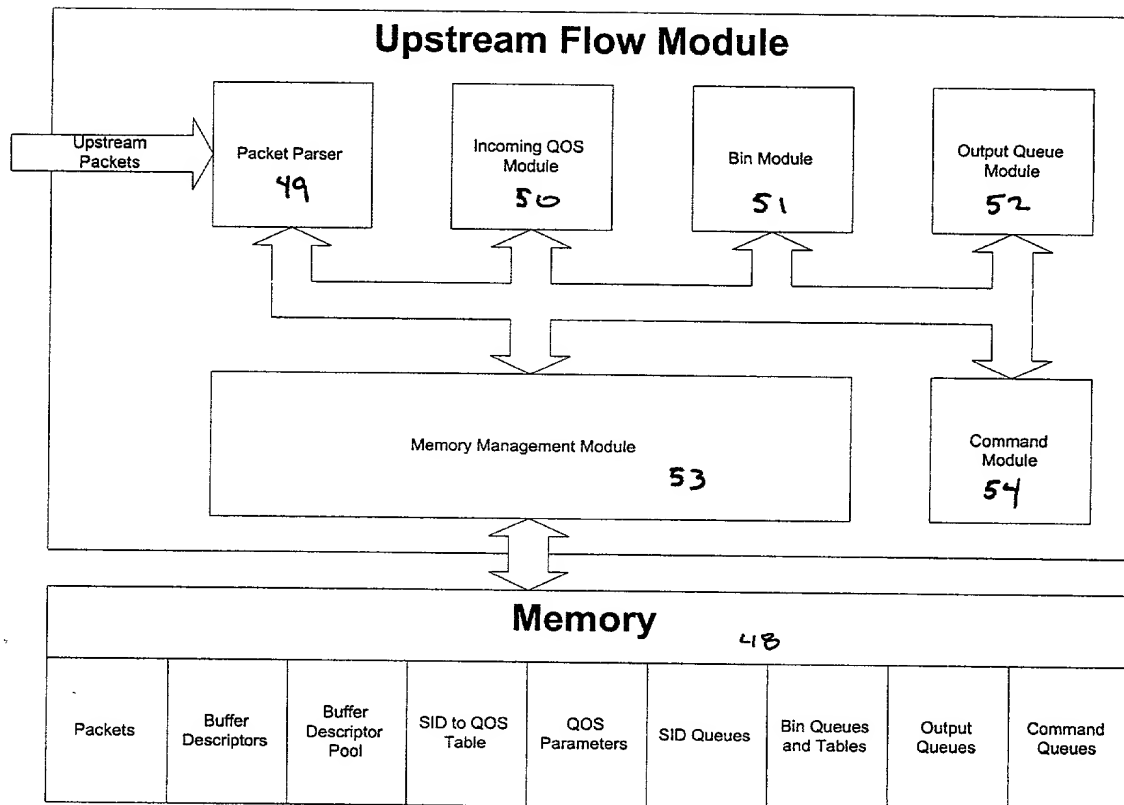 Upstream Flow Module
Upstream
Packets
Packet Parser
49
Incoming QOS
Module
50
Bin Module
51
Output Queue
Module
52
Memory Management Module
53
Command
Module
54
Memory
48
Packets
Buffer
Descriptors
Buffer
Descriptor
Pool
SID to QOS
Table
QOS
Parameters
SID Queues
Bin Queues
and Tables
Output
Queues
Command
Queues